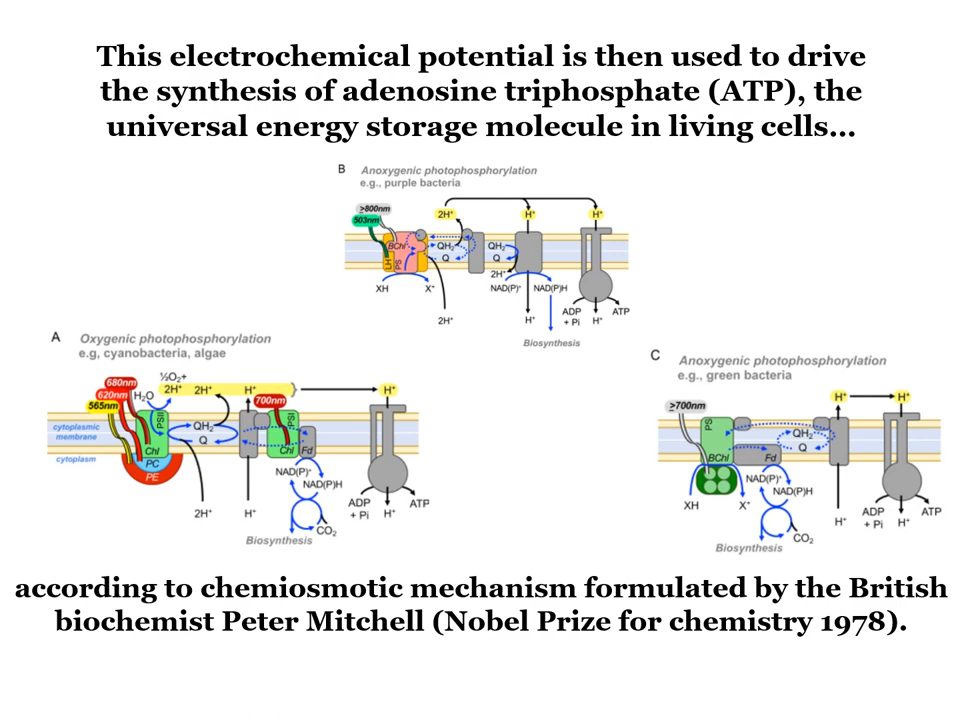 This electrochemical potential is then used to drive
the synthesis of adenosine triphosphate (ATP), the
universal energy storage molecule in living cells...
B Anoxygenic photophosphorylation
e.g., purple bacteria
≥800nm
503nm
2H⁺ H⁺ H⁺
BChl QH₂ QH₂
LH PS Q Q
2H⁺
XH X⁺ NAD(P)⁺ NAD(P)H
2H⁺ H⁺ ADP + Pi H⁺ ATP
Biosynthesis
A Oxygenic photophosphorylation
e.g, cyanobacteria, algae
680nm ½O₂+
620nm H₂O 2H⁺ 2H⁺ H⁺ H⁺
565nm 700nm
PSII PSI
cytoplasmic
membrane
QH₂
Q
Chl Chl Fd
cytoplasm PC
PE
NAD(P)⁺
NAD(P)H
2H⁺ H⁺ ADP + Pi H⁺ ATP
CO₂
Biosynthesis
C Anoxygenic photophosphorylation
e.g., green bacteria
≥700nm H⁺ H⁺
PS QH₂
Q
BChl Fd
XH X⁺ NAD(P)⁺
NAD(P)H
H⁺ ADP + Pi H⁺ ATP
CO₂
Biosynthesis
according to chemiosmotic mechanism formulated by the British
biochemist Peter Mitchell (Nobel Prize for chemistry 1978).